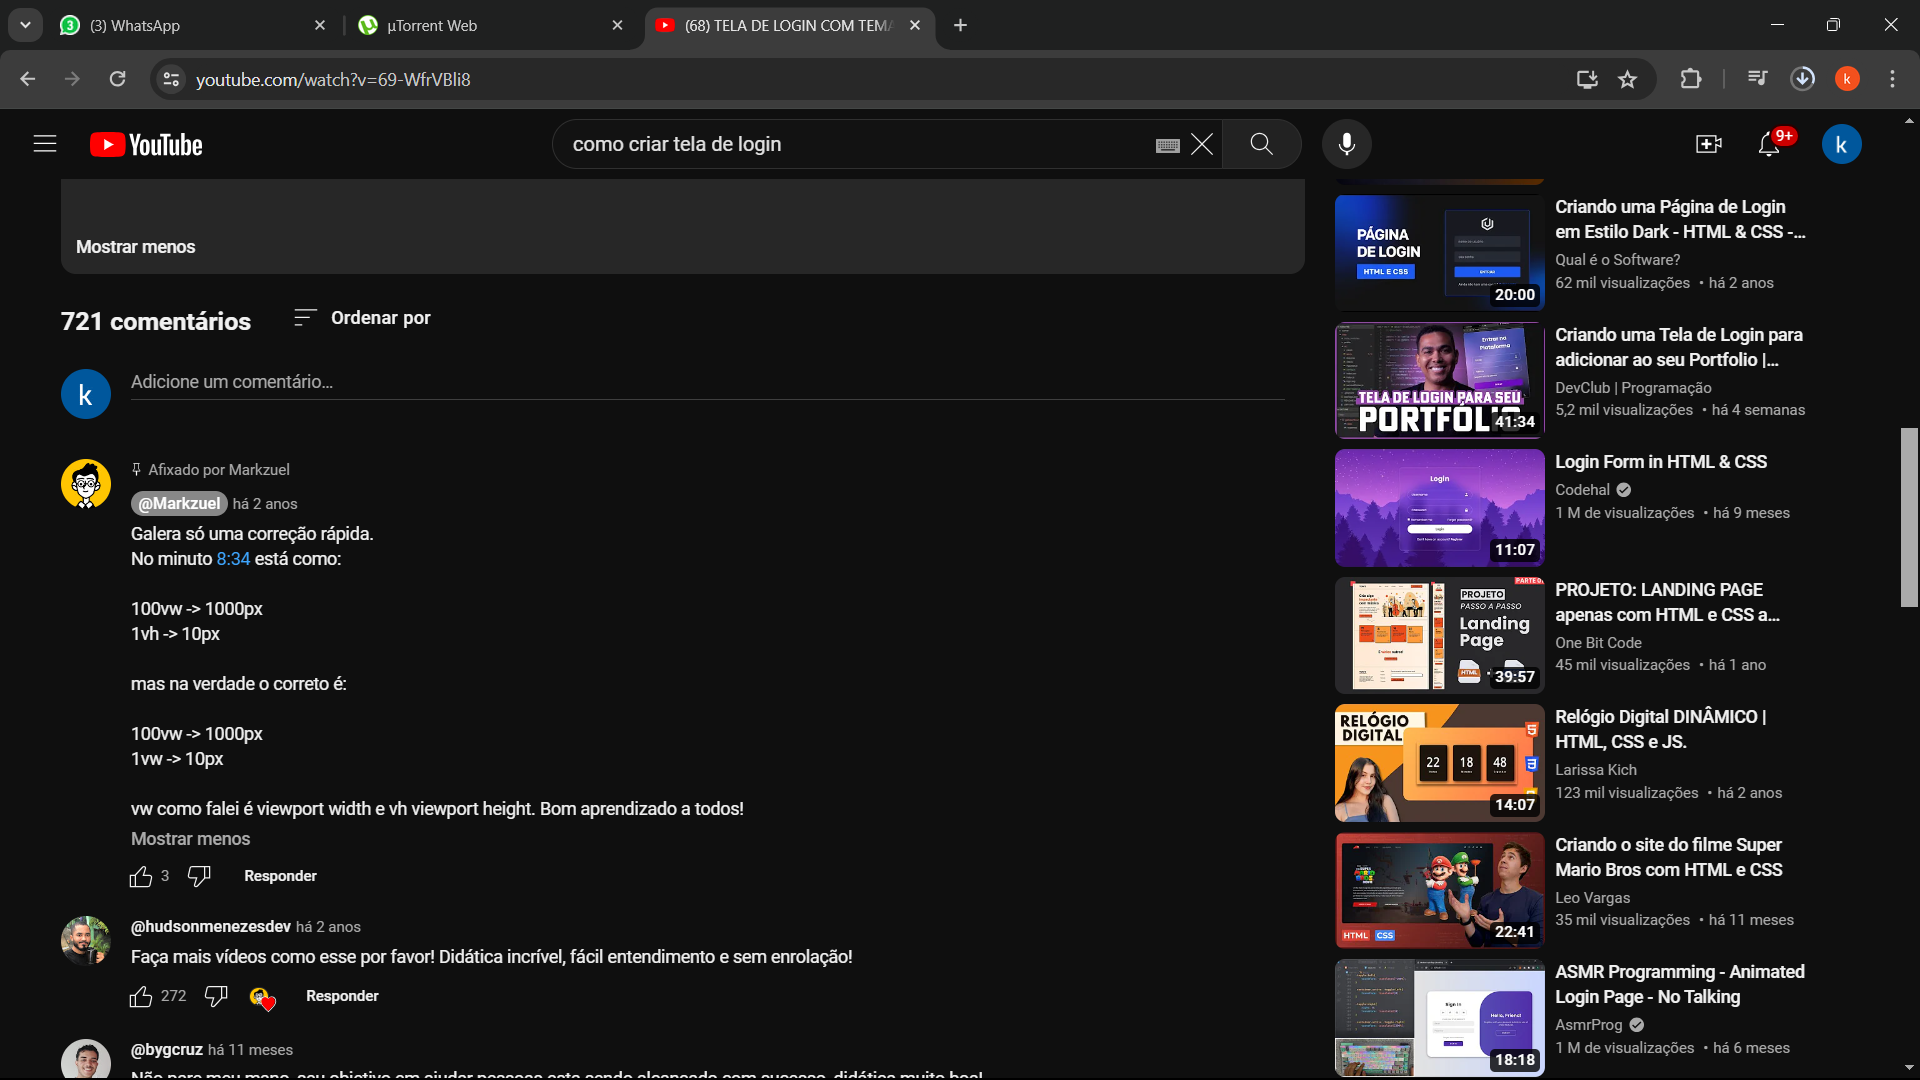 (3) WhatsApp
µTorrent Web
(68) TELA DE LOGIN COM TEMA
youtube.com/watch?v=69-WfrVBli8
k
YouTube
como criar tela de login
9+
k
Mostrar menos
721 comentários
Ordenar por
k
Adicione um comentário...
Afixado por Markzuel
@Markzuel há 2 anos
Galera só uma correção rápida.
No minuto 8:34 está como:
100vw -> 1000px
1vh -> 10px
mas na verdade o correto é:
100vw -> 1000px
1vw -> 10px
vw como falei é viewport width e vh viewport height. Bom aprendizado a todos!
Mostrar menos
3
Responder
@hudsonmenezesdev há 2 anos
Faça mais vídeos como esse por favor! Didática incrível, fácil entendimento e sem enrolação!
272
Responder
@bygcruz há 11 meses
PÁGINA
DE LOGIN
HTML E CSS
20:00
Criando uma Página de Login
em Estilo Dark - HTML & CSS -...
Qual é o Software?
62 mil visualizações • há 2 anos
Entrar na
Plataforma
TELA DE LOGIN PARA SEU
PORTFÓLIO
41:34
Criando uma Tela de Login para
adicionar ao seu Portfolio |...
DevClub | Programação
5,2 mil visualizações • há 4 semanas
Login
11:07
Login Form in HTML & CSS
Codehal
1 M de visualizações • há 9 meses
PROJETO
PASSO A PASSO
Landing
Page
HTML
39:57
PROJETO: LANDING PAGE
apenas com HTML e CSS a...
One Bit Code
45 mil visualizações • há 1 ano
RELÓGIO
DIGITAL
22 18 48
14:07
Relógio Digital DINÂMICO |
HTML, CSS e JS.
Larissa Kich
123 mil visualizações • há 2 anos
HTML CSS
22:41
Criando o site do filme Super
Mario Bros com HTML e CSS
Leo Vargas
35 mil visualizações • há 11 meses
Sign In
Hello, Friend!
18:18
ASMR Programming - Animated
Login Page - No Talking
AsmrProg
1 M de visualizações • há 6 meses